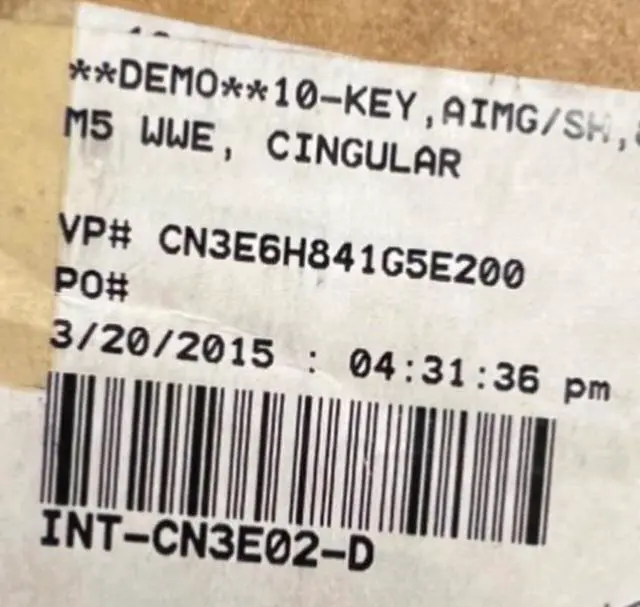 **DEMO**10-KEY,AIMG/SH,
M5 WWE, CINGULAR
VP# CN3E6H841G5E200
PO#
3/20/2015 : 04:31:36 pm
INT-CN3E02-D